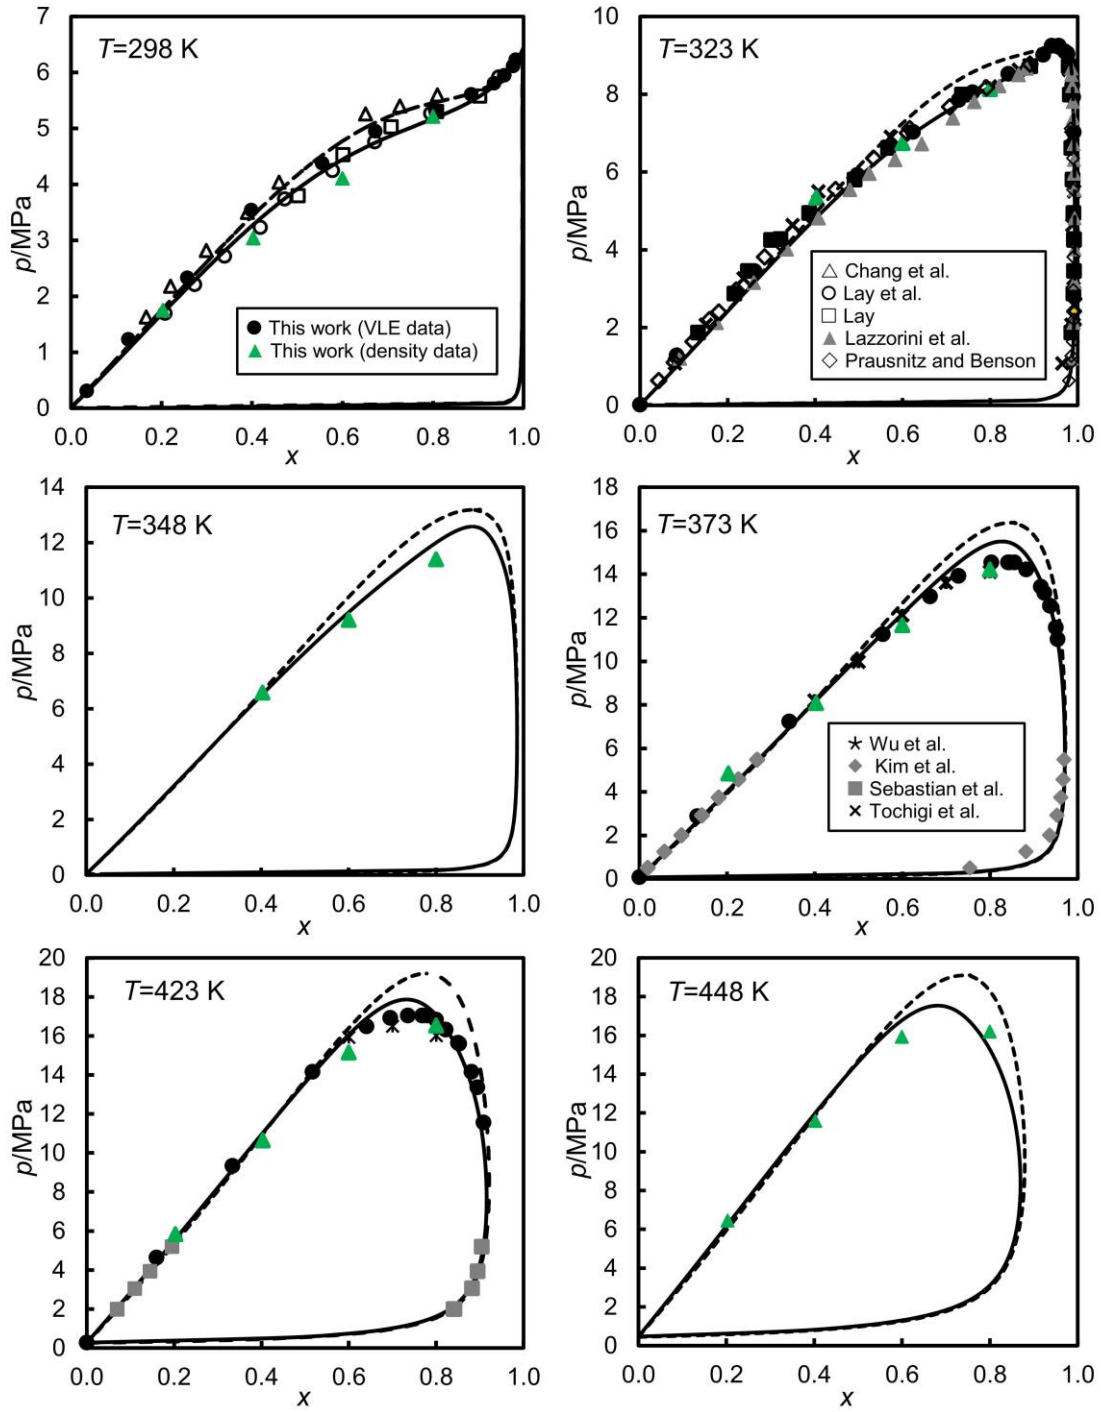 T=298 K
7
6
5
4
3
2
1
0
p/MPa
This work (VLE data)
This work (density data)
0.0 0.2 0.4 0.6 0.8 1.0
x
T=323 K
10
8
6
4
2
0
p/MPa
Chang et al.
Lay et al.
Lay
Lazzorini et al.
Prausnitz and Benson
0.0 0.2 0.4 0.6 0.8 1.0
x
T=348 K
14
12
10
8
6
4
2
0
p/MPa
0.0 0.2 0.4 0.6 0.8 1.0
x
T=373 K
18
16
14
12
10
8
6
4
2
0
p/MPa
Wu et al.
Kim et al.
Sebastian et al.
Tochigi et al.
0.0 0.2 0.4 0.6 0.8 1.0
x
T=423 K
20
18
16
14
12
10
8
6
4
2
0
p/MPa
0.0 0.2 0.4 0.6 0.8 1.0
x
T=448 K
20
18
16
14
12
10
8
6
4
2
0
p/MPa
0.0 0.2 0.4 0.6 0.8 1.0
x